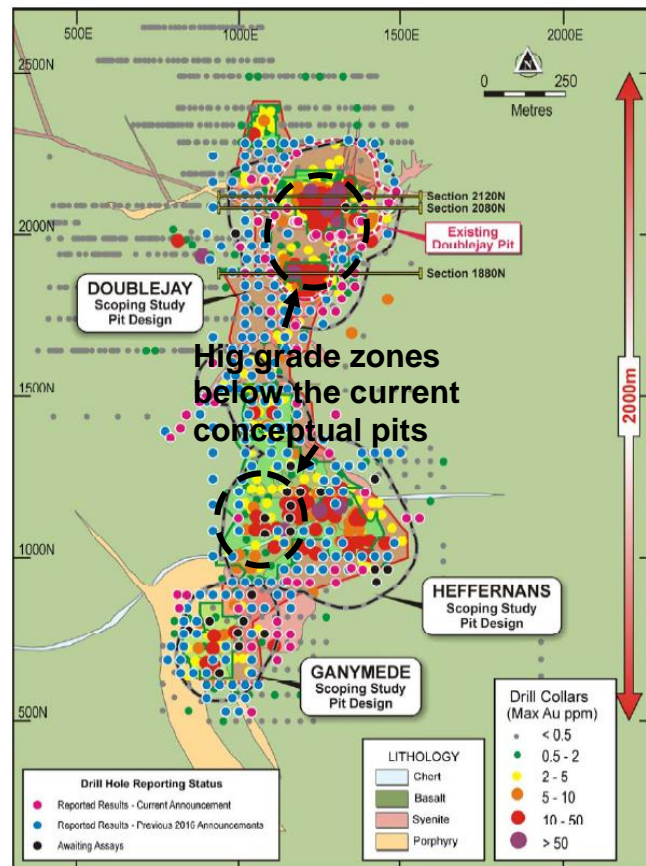 500E
1000E
1500E
2000E
2500N
N
0
250
Metres
2000N
Section 2120N
Section 2080N
Existing
Doublejay Pit
Section 1880N
DOUBLEJAY
Scoping Study
Pit Design
Hig grade zones
below the current
conceptual pits
1500N
2000m
1000N
HEFFERNANS
Scoping Study
Pit Design
GANYMEDE
Scoping Study
Pit Design
500N
Drill Collars
(Max Au ppm)
< 0.5
0.5 - 2
2 - 5
5 - 10
10 - 50
> 50
LITHOLOGY
Chert
Basalt
Syenite
Porphyry
Drill Hole Reporting Status
Reported Results - Current Announcement
Reported Results - Previous 2016 Announcements
Awaiting Assays